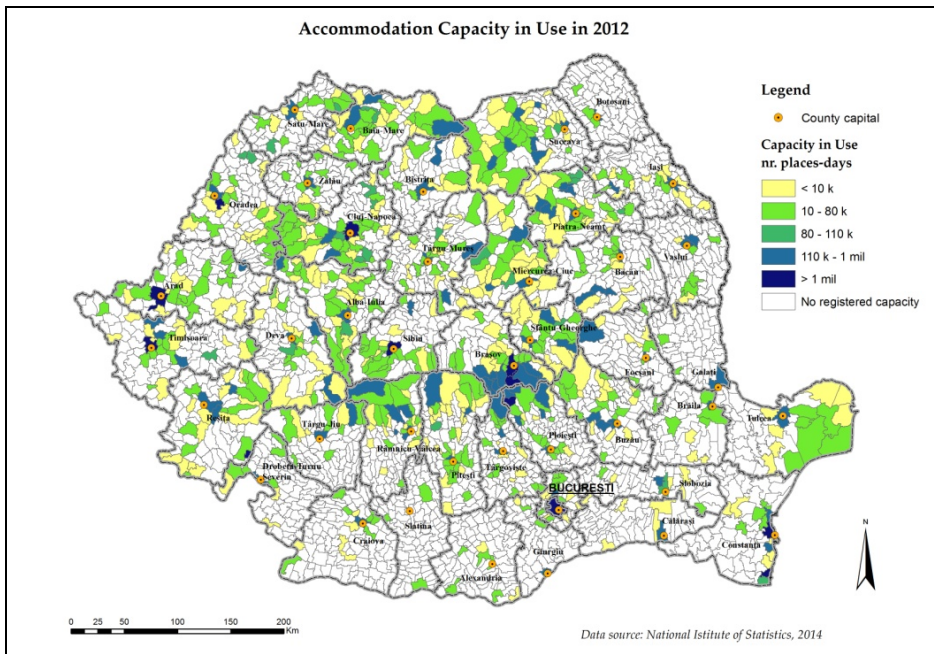 Accommodation Capacity in Use in 2012
Legend
County capital
Capacity in Use
nr. places-days
< 10 k
10 - 80 k
80 - 110 k
110 k - 1 mil
> 1 mil
No registered capacity
Botoșani
Satu-Mare
Baia-Mare
Suceava
Iași
Zalău
Bistrița
Oradea
Cluj-Napoca
Piatra-Neamț
Târgu-Mureș
Vaslui
Miercurea-Ciuc
Bacău
Arad
Alba-Iulia
Timișoara
Deva
Sibiu
Sfântu-Gheorghe
Brașov
Focșani
Galați
Reșița
Brăila
Tulcea
Târgu-Jiu
Râmnicu-Vâlcea
Ploiești
Buzău
Drobeta-Turnu
Severin
Pitești
Târgoviște
BUCUREȘTI
Slobozia
Slatina
Craiova
Călărași
Constanța
Giurgiu
Alexandria
N
0 50 100 150 200
Km
Data source: National Istitute of Statistics, 2014